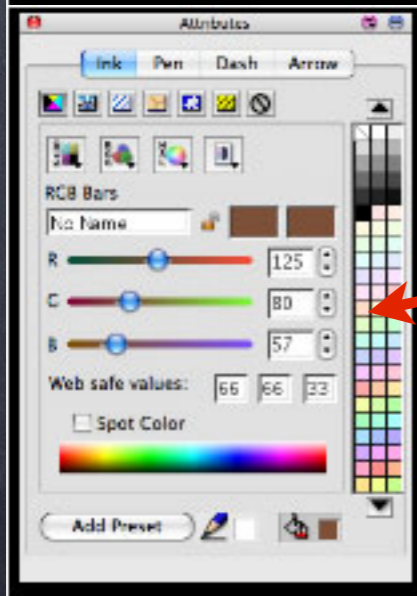 Attributes
Ink Pen Dash Arrow
RGB Bars
No Name
R 125
G 80
B 57
Web safe values: 66 66 33
Spot Color
Add Preset